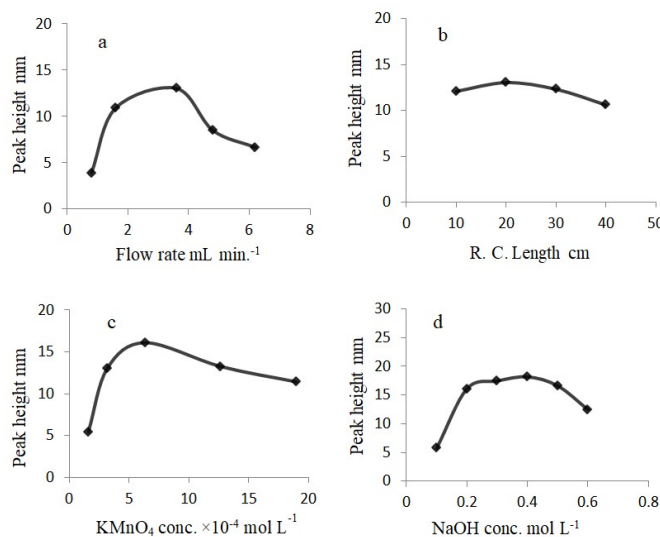 a
Peak height mm
20
15
10
5
0
0 2 4 6 8
Flow rate mL min.⁻¹
b
Peak height mm
20
15
10
5
0
0 10 20 30 40 50
R. C. Length cm
c
Peak height mm
20
15
10
5
0
0 5 10 15 20
KMnO₄ conc. ×10⁻⁴ mol L⁻¹
d
Peak height mm
30
25
20
15
10
5
0
0.0 0.2 0.4 0.6 0.8
NaOH conc. mol L⁻¹